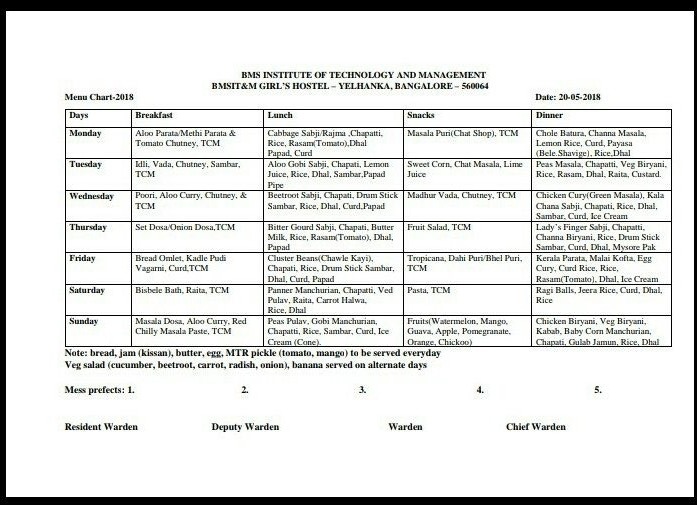 BMS INSTITUTE OF TECHNOLOGY AND MANAGEMENT
BMSIT&M GIRL'S HOSTEL – YELHANKA, BANGALORE – 560064
Menu Chart-2018 Date: 20-05-2018
Days Breakfast Lunch Snacks Dinner
Monday Aloo Parata/Methi Parata & Cabbage Sabji/Rajma ,Chapatti, Masala Puri(Chat Shop), TCM Chole Batura, Channa Masala,
Tomato Chutney, TCM Rice, Rasam(Tomato),Dhal Lemon Rice, Curd, Payasa
Papad, Curd (Bele.Shavige), Rice,Dhal
Tuesday Idli, Vada, Chutney, Sambar, Aloo Gobi Sabji, Chapati, Lemon Sweet Corn, Chat Masala, Lime Peas Masala, Chapatti, Veg Biryani,
TCM Juice, Rice, Dhal, Sambar,Papad Juice Rice, Rasam, Dhal, Raita, Custard.
Pipe
Wednesday Poori, Aloo Curry, Chutney, & Beetroot Sabji, Chapati, Drum Stick Madhur Vada, Chutney, TCM Chicken Cury(Green Masala), Kala
TCM Sambar, Rice, Dhal, Curd,Papad Chana Sabji, Chapati, Rice, Dhal,
Sambar, Curd, Ice Cream
Thursday Set Dosa/Onion Dosa,TCM Bitter Gourd Sabji, Chapati, Butter Fruit Salad, TCM Lady's Finger Sabji, Chapatti,
Milk, Rice, Rasam(Tomato), Dhal, Channa Biryani, Rice, Drum Stick
Papad Sambar, Curd, Dhal, Mysore Pak
Friday Bread Omlet, Kadle Pudi Cluster Beans(Chawle Kayi), Tropicana, Dahi Puri/Bhel Puri, Kerala Parata, Malai Kofta, Egg
Vagarni, Curd,TCM Chapati, Rice, Drum Stick Sambar, TCM Cury, Curd Rice, Rice,
Dhal, Curd, Papad Rasam(Tomato), Dhal, Ice Cream
Saturday Bisbele Bath, Raita, TCM Panner Manchurian, Chapatti, Ved Pasta, TCM Ragi Balls, Jeera Rice, Curd, Dhal,
Pulav, Raita, Carrot Halwa, Rice
Rice, Dhal
Sunday Masala Dosa, Aloo Curry, Red Peas Pulav, Gobi Manchurian, Fruits(Watermelon, Mango, Chicken Biryani, Veg Biryani,
Chilly Masala Paste, TCM Chapatti, Rice, Sambar, Curd, Ice Guava, Apple, Pomegranate, Kabab, Baby Corn Manchurian,
Cream (Cone). Orange, Chickoo) Chapati, Gulab Jamun, Rice, Dhal
Note: bread, jam (kissan), butter, egg, MTR pickle (tomato, mango) to be served everyday
Veg salad (cucumber, beetroot, carrot, radish, onion), banana served on alternate days
Mess prefects: 1. 2. 3. 4. 5.
Resident Warden Deputy Warden Warden Chief Warden